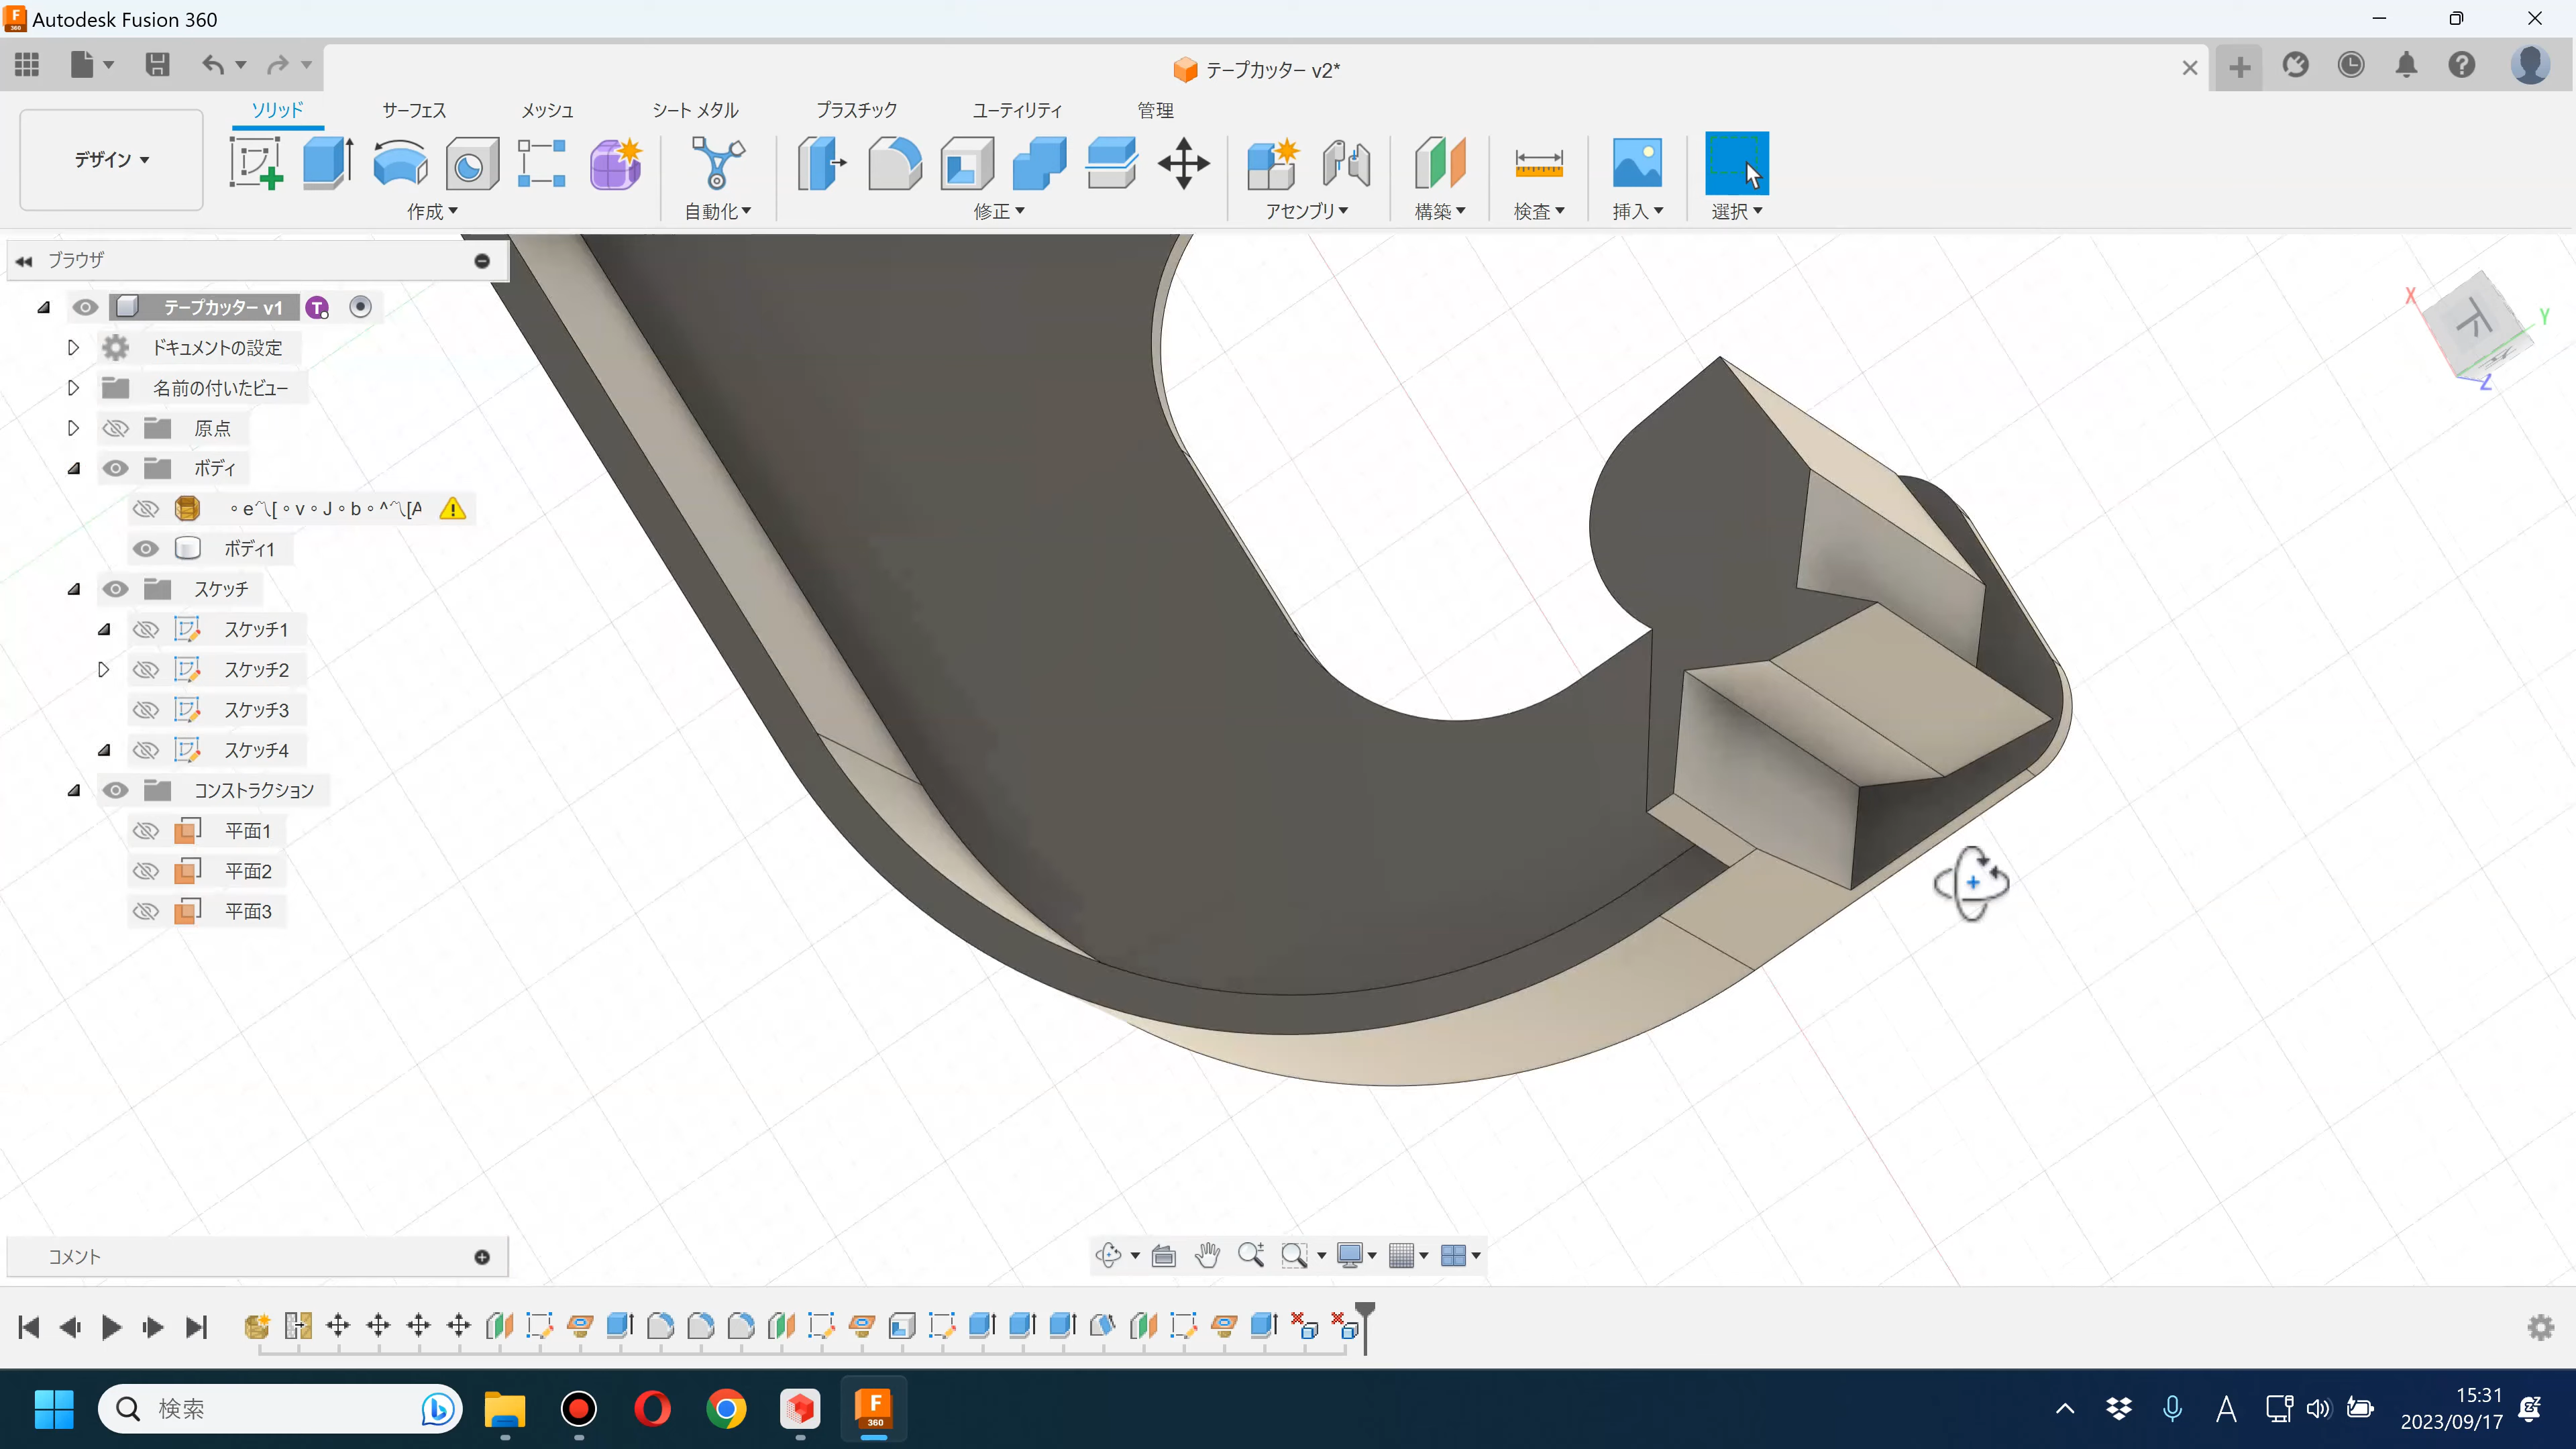 Autodesk Fusion 360
テープカッター v2*
ソリッド
サーフェス
メッシュ
シート メタル
プラスチック
ユーティリティ
管理
デザイン
作成
自動化
修正
アセンブリ
構築
検査
挿入
選択
ブラウザ
テープカッター v1
ドキュメントの設定
名前の付いたビュー
原点
ボディ
ボディ1
スケッチ
スケッチ1
スケッチ2
スケッチ3
スケッチ4
コンストラクション
平面1
平面2
平面3
X
Y
Z
下
コメント
検索
F
360
A
15:31
2023/09/17